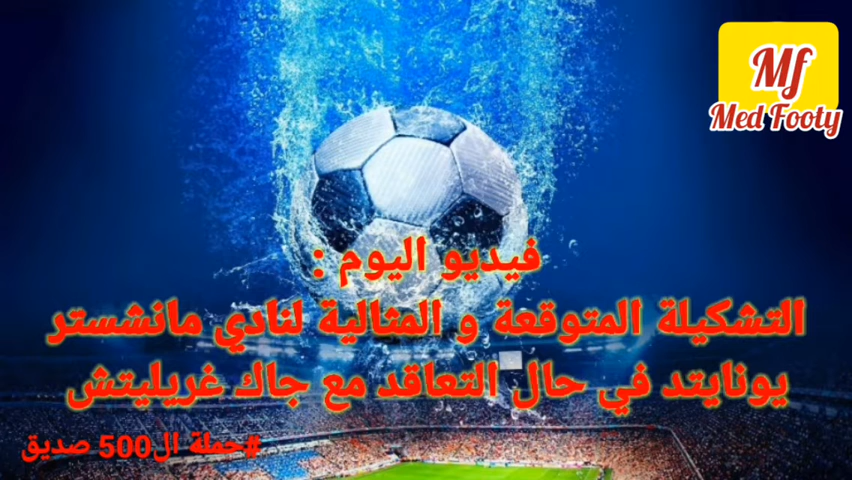 Mf
Med Footy
فيديو اليوم :
التشكيلة المتوقعة و المثالية لنادي مانشستر
يونايتد في حال التعاقد مع جاك غريليتش
#حملة ال500 صديق